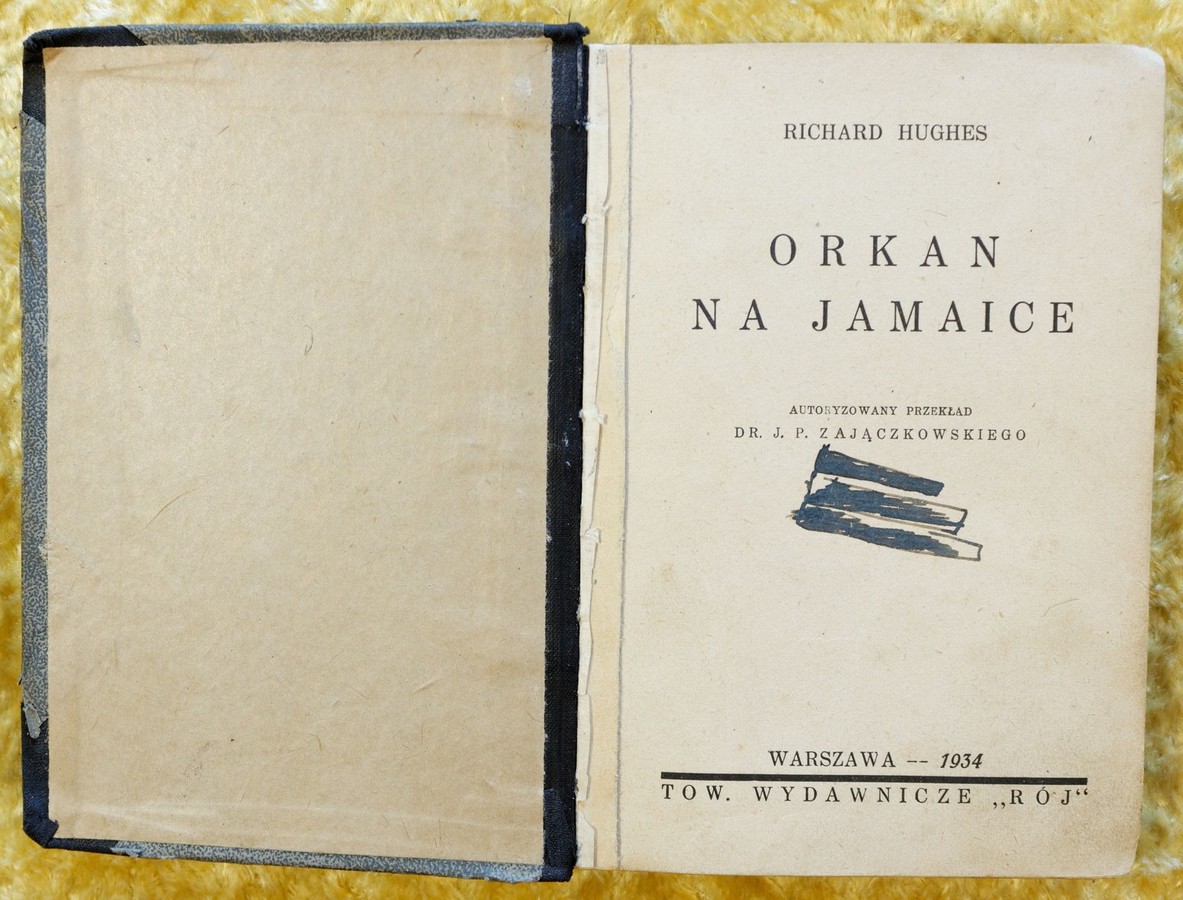 RICHARD HUGHES
ORKAN
NA JAMAICE
AUTORYZOWANY PRZEKŁAD
DR. J. P. ZAJĄCZKOWSKIEGO
WARSZAWA -- 1934
TOW. WYDAWNICZE „RÓJ“